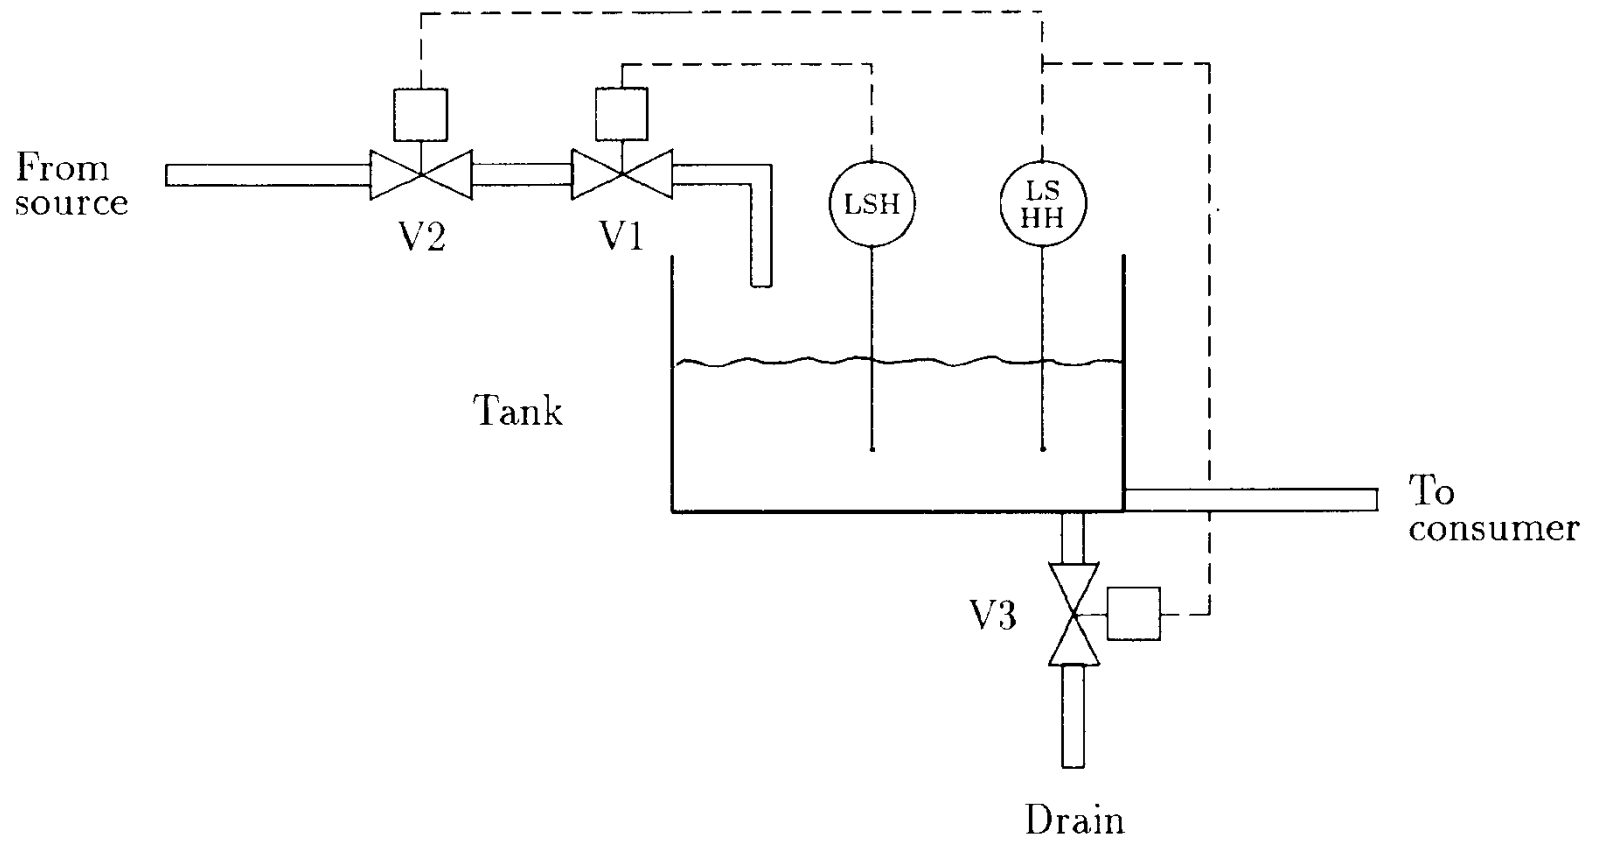 From
source
V2
V1
LSH
LS
HH
Tank
To
consumer
V3
Drain